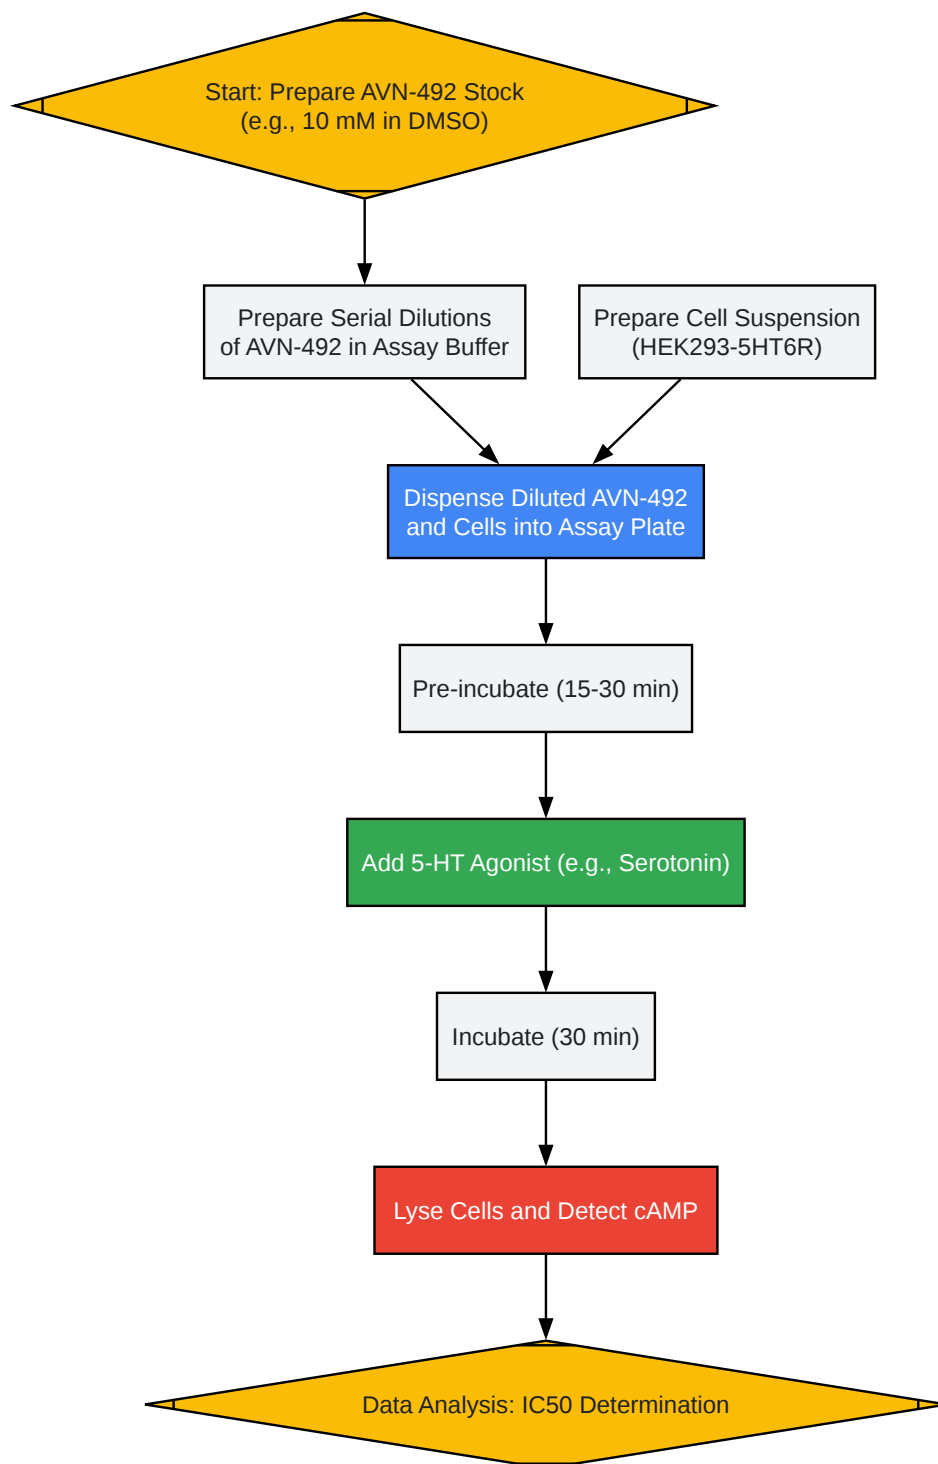 Start: Prepare AVN-492 Stock
(e.g., 10 mM in DMSO)
Prepare Serial Dilutions
of AVN-492 in Assay Buffer
Prepare Cell Suspension
(HEK293-5HT6R)
Dispense Diluted AVN-492
and Cells into Assay Plate
Pre-incubate (15-30 min)
Add 5-HT Agonist (e.g., Serotonin)
Incubate (30 min)
Lyse Cells and Detect cAMP
Data Analysis: IC50 Determination